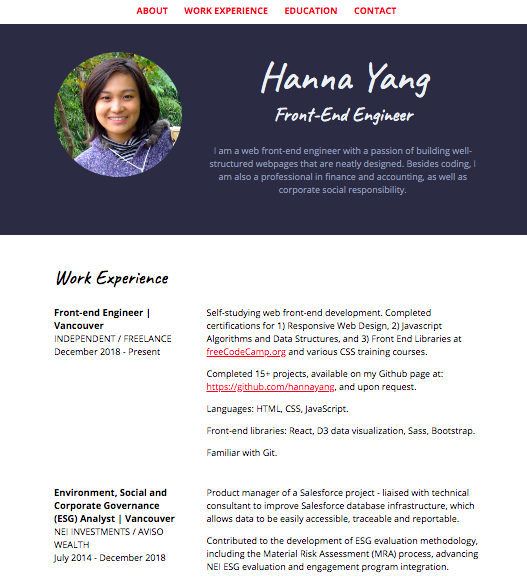 ABOUT WORK EXPERIENCE EDUCATION CONTACT
Hanna Yang
Front-End Engineer
I am a web front-end engineer with a passion of building well-
structured webpages that are neatly designed. Besides coding, I
am also a professional in finance and accounting, as well as
corporate social responsibility.
Work Experience
Front-end Engineer |
Vancouver
INDEPENDENT / FREELANCE
December 2018 - Present
Self-studying web front-end development. Completed
certifications for 1) Responsive Web Design, 2) Javascript
Algorithms and Data Structures, and 3) Front End Libraries at
freeCodeCamp.org and various CSS training courses.
Completed 15+ projects, available on my Github page at:
https://github.com/hannayang, and upon request.
Languages: HTML, CSS, JavaScript.
Front-end libraries: React, D3 data visualization, Sass, Bootstrap.
Familiar with Git.
Environment, Social and
Corporate Governance
(ESG) Analyst | Vancouver
NEI INVESTMENTS / AVISO
WEALTH
July 2014 - December 2018
Product manager of a Salesforce project - liaised with technical
consultant to improve Salesforce database infrastructure, which
allows data to be easily accessible, traceable and reportable.
Contributed to the development of ESG evaluation methodology,
including the Material Risk Assessment (MRA) process, advancing
NEI ESG evaluation and engagement program integration.